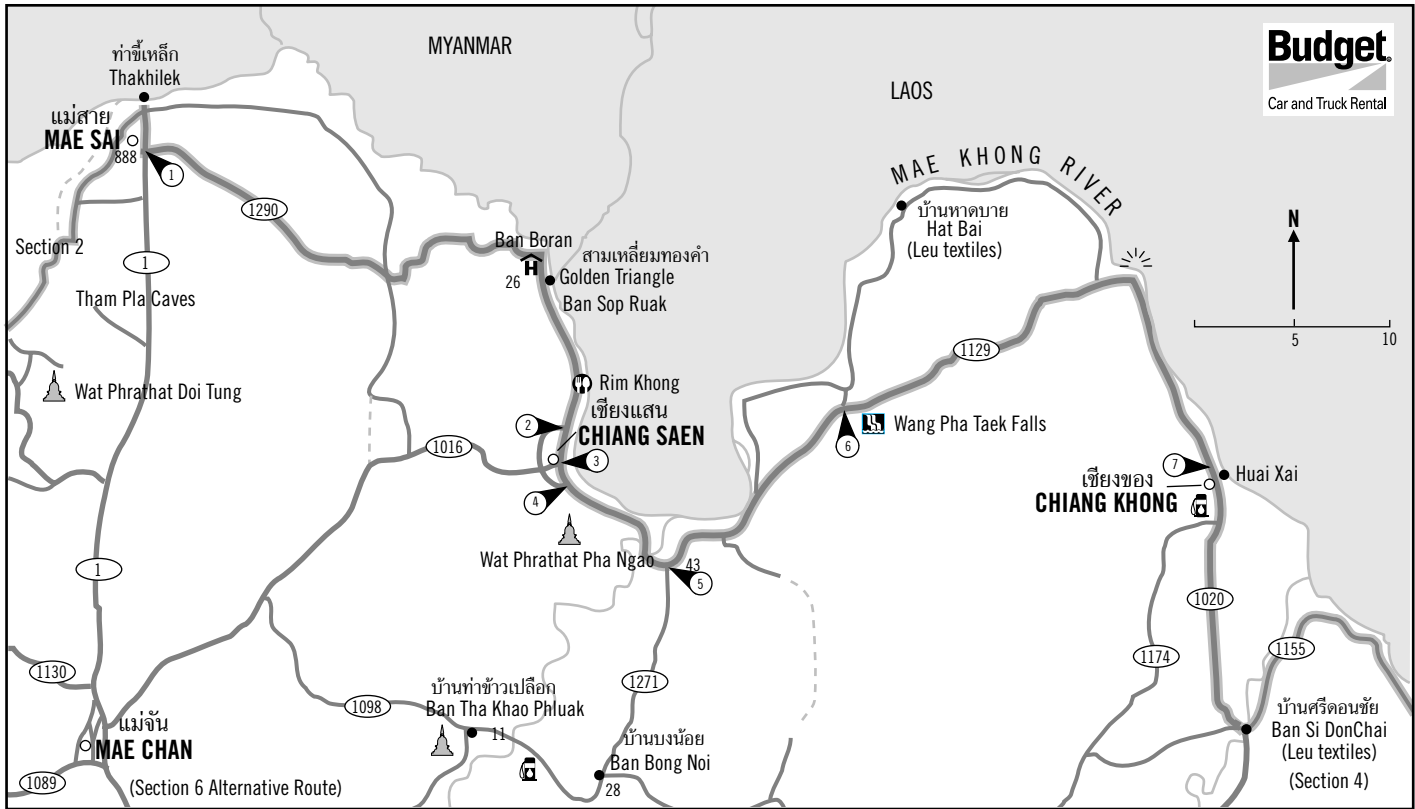 ท่าขี้เหล็ก
Thakhilek
MYANMAR
LAOS
Budget®
Car and Truck Rental
แม่สาย
MAE SAI
888
1
1290
Section 2
1
Tham Pla Caves
Wat Phrathat Doi Tung
Ban Boran
H
26
สามเหลี่ยมทองคำ
Golden Triangle
Ban Sop Ruak
MAE KHONG RIVER
บ้านหาดบาย
Hat Bai
(Leu textiles)
N
5
10
1129
Rim Khong
เชียงแสน
CHIANG SAEN
2
3
4
1016
6
Wang Pha Taek Falls
7
Huai Xai
เชียงของ
CHIANG KHONG
Wat Phrathat Pha Ngao
43
5
1
1020
1130
1098
บ้านท่าข้าวเปลือก
Ban Tha Khao Phluak
11
1271
1174
1155
แม่จัน
MAE CHAN
บ้านบงน้อย
Ban Bong Noi
28
บ้านศรีดอนชัย
Ban Si DonChai
(Leu textiles)
(Section 4)
1089
(Section 6 Alternative Route)